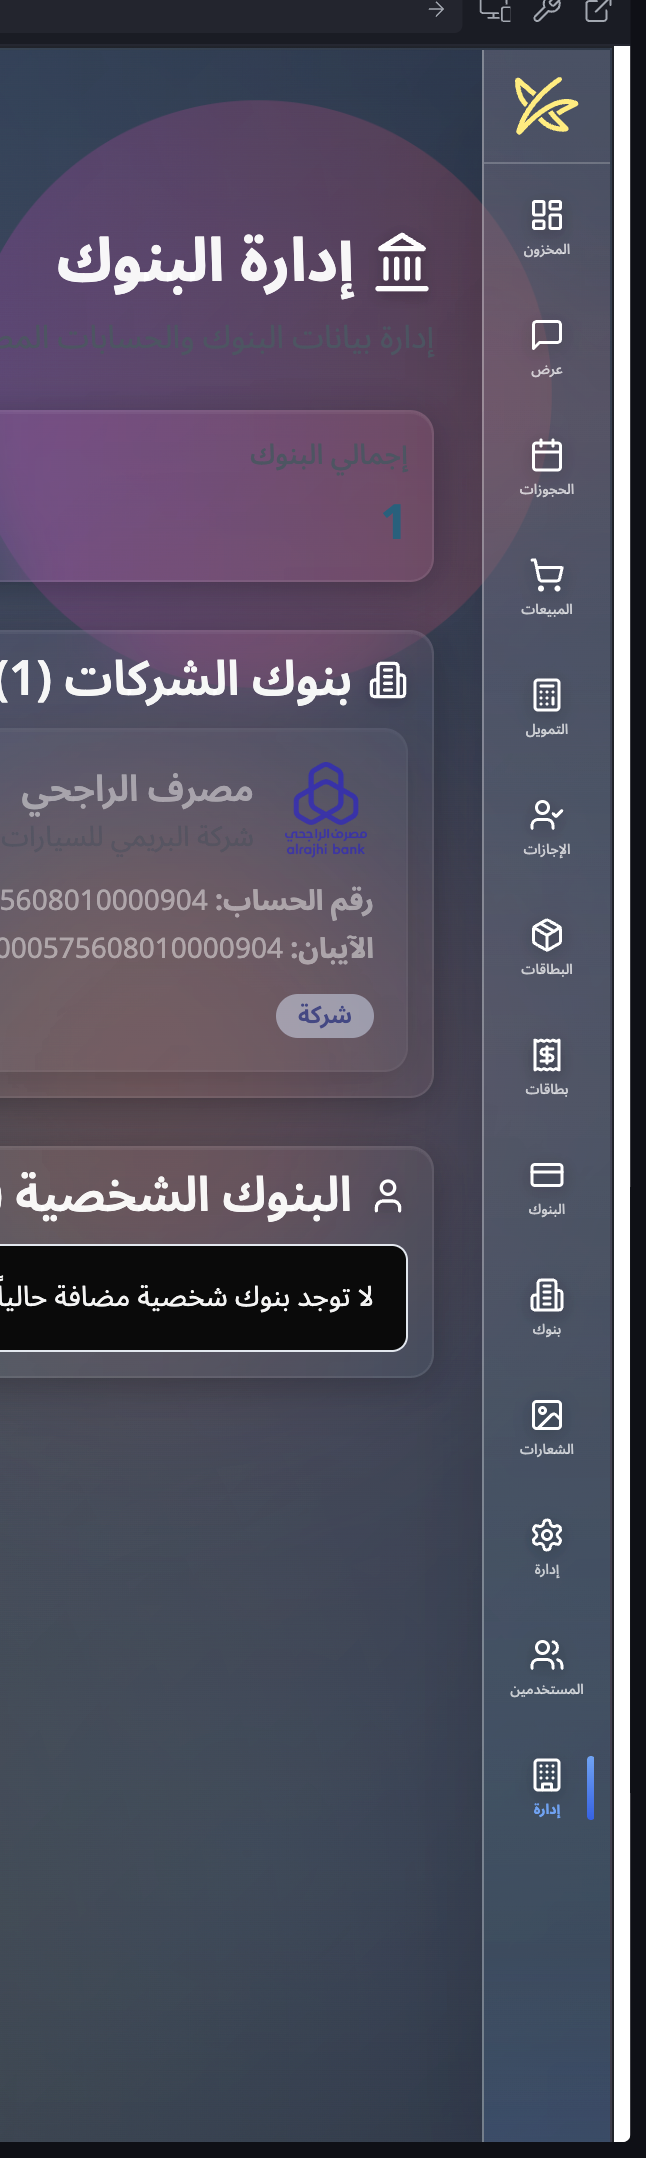 إدارة البنوك
إدارة بيانات البنوك والحسابات
إجمالي البنوك
1
بنوك الشركات (1)
مصرف الراجحي
شركة البريمي للسيارات
مصرف الراجحي
alrajhi bank
رقم الحساب: 5608010000904
الآيبان: 000575608010000904
شركة
البنوك الشخصية
لا توجد بنوك شخصية مضافة حالياً
المخزون
عرض
الحجوزات
المبيعات
التمويل
الإجازات
البطاقات
بطاقات
البنوك
بنوك
الشعارات
إدارة
المستخدمين
إدارة